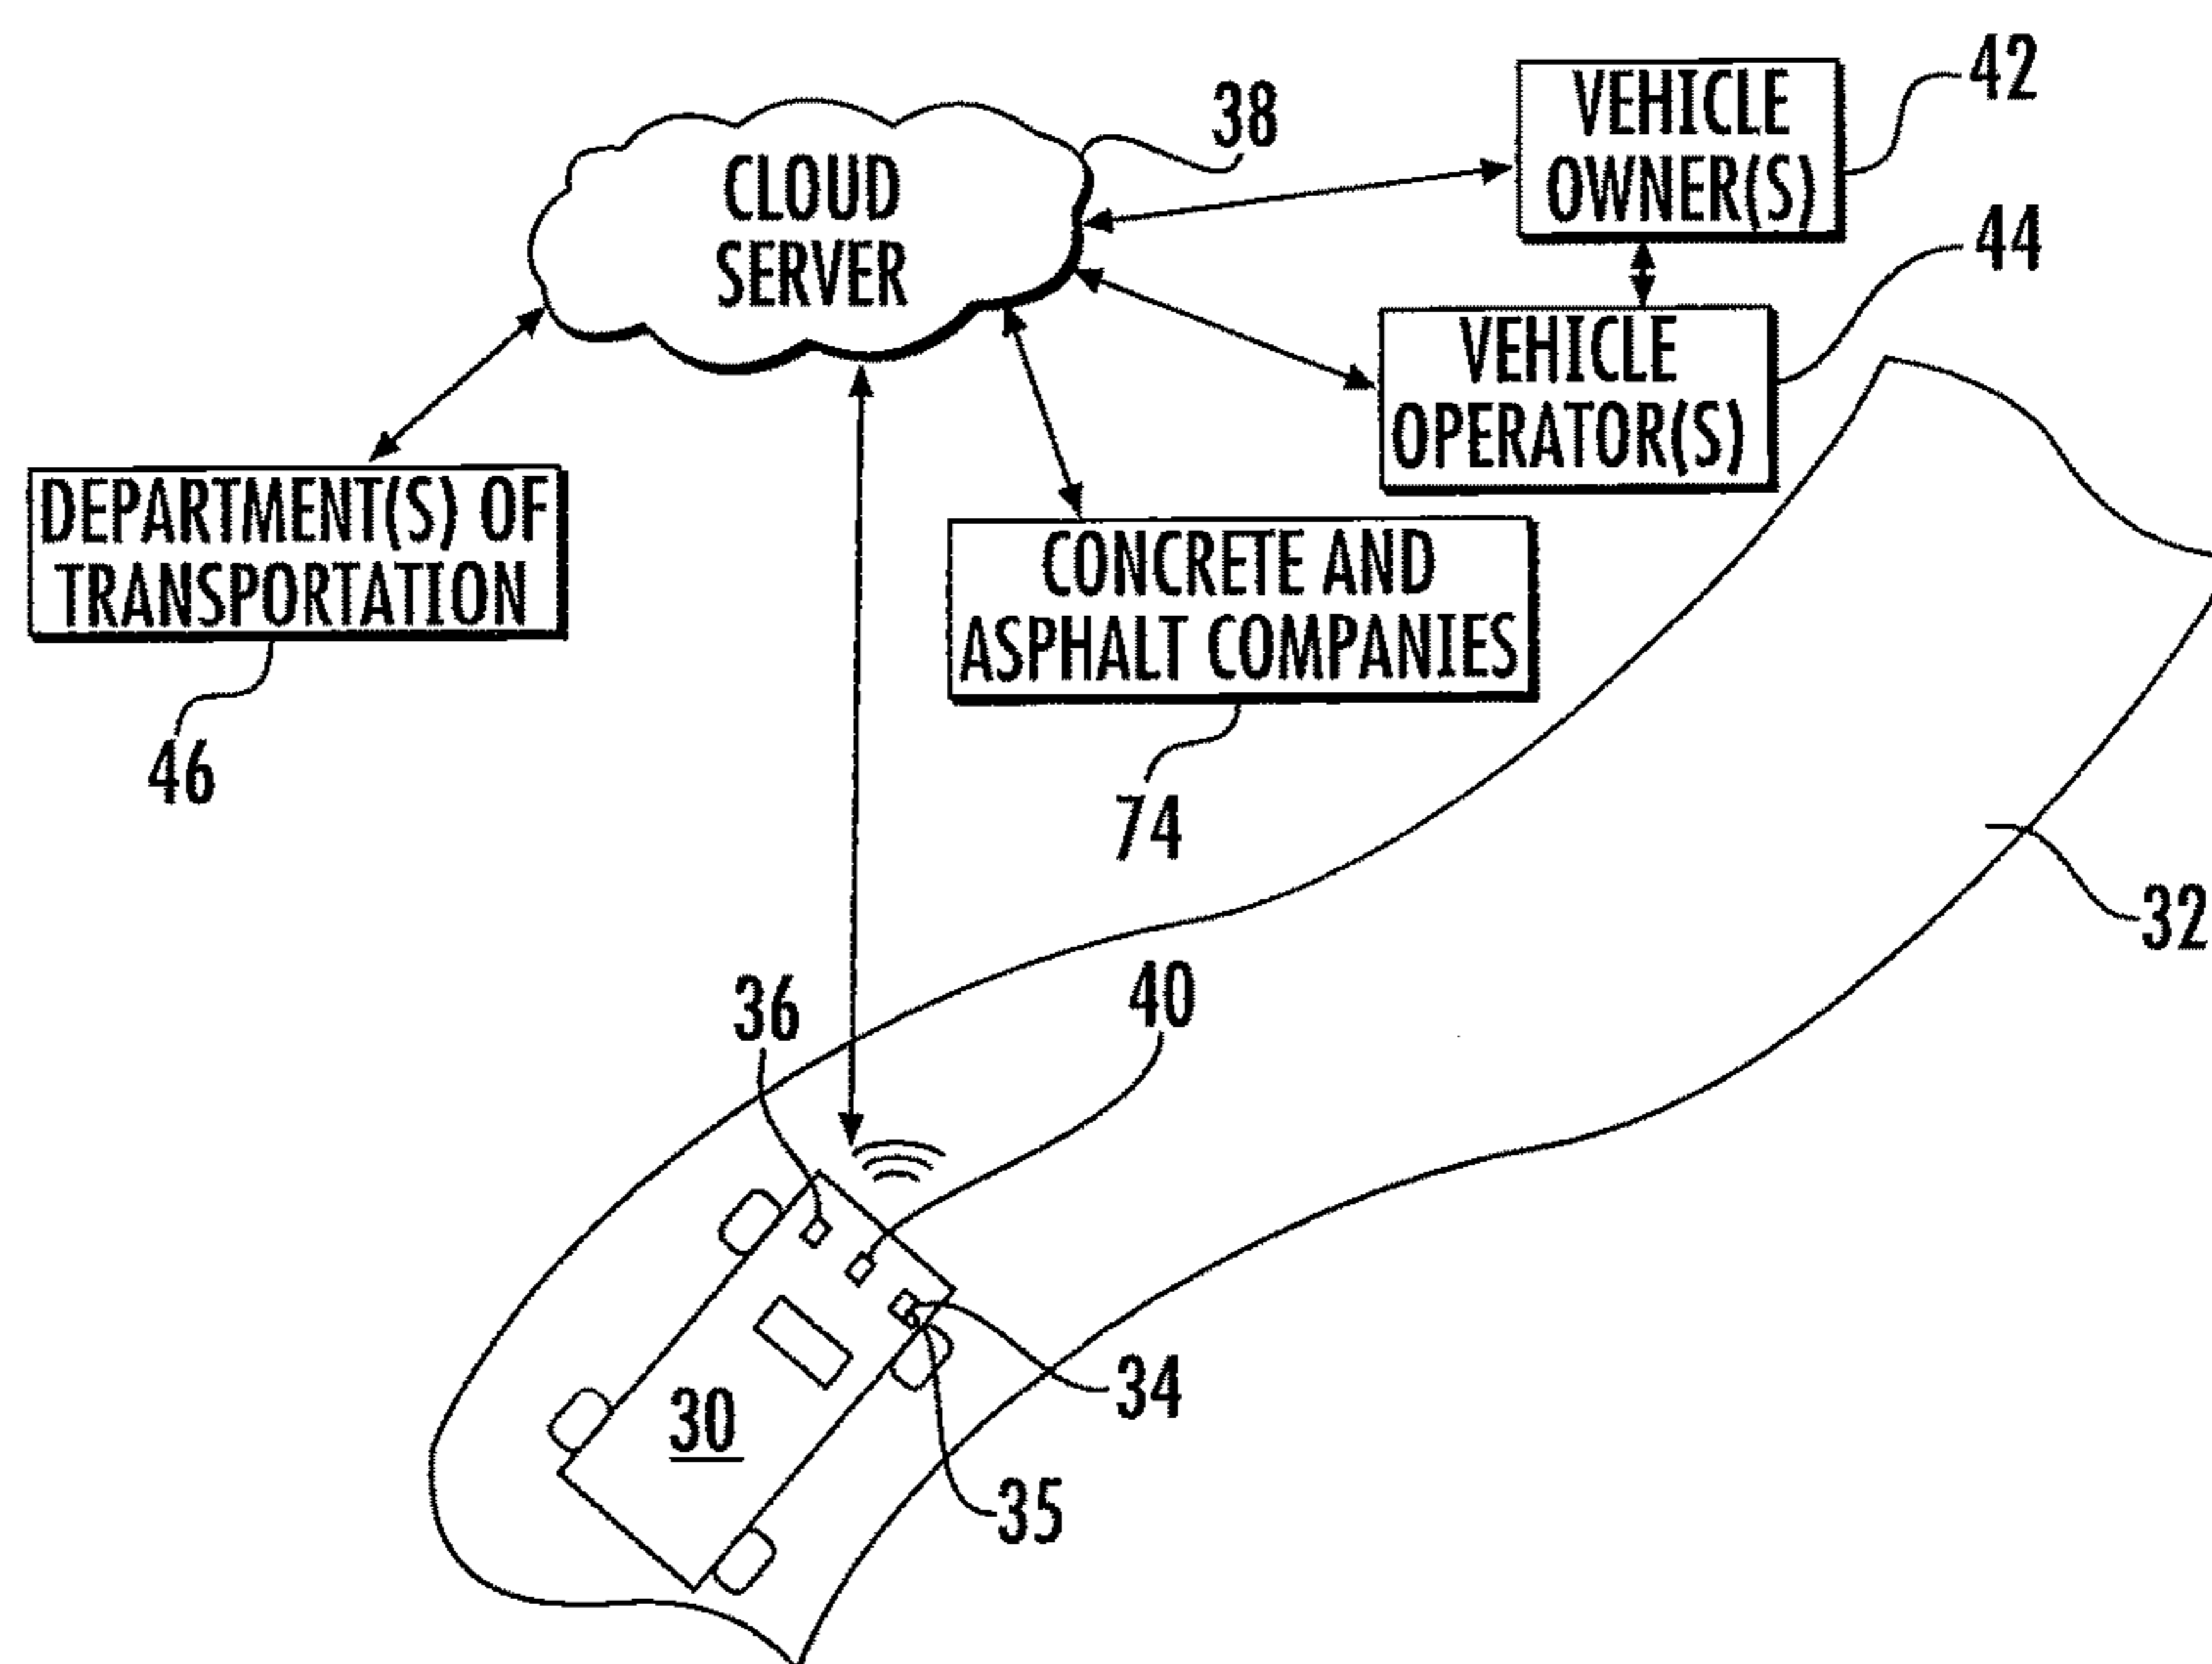 38
42
VEHICLE
OWNER(S)
CLOUD
SERVER
44
VEHICLE
OPERATOR(S)
DEPARTMENT(S) OF
TRANSPORTATION
CONCRETE AND
ASPHALT COMPANIES
46
74
32
36
40
34
30
35